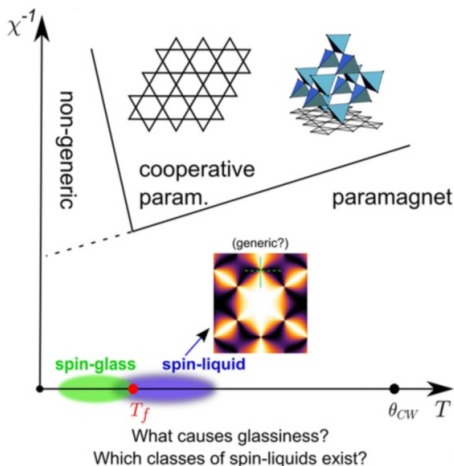 χ⁻¹
non-generic
cooperative
param.
paramagnet
(generic?)
spin-glass
spin-liquid
T_f
θ_CW
T
What causes glassiness?
Which classes of spin-liquids exist?